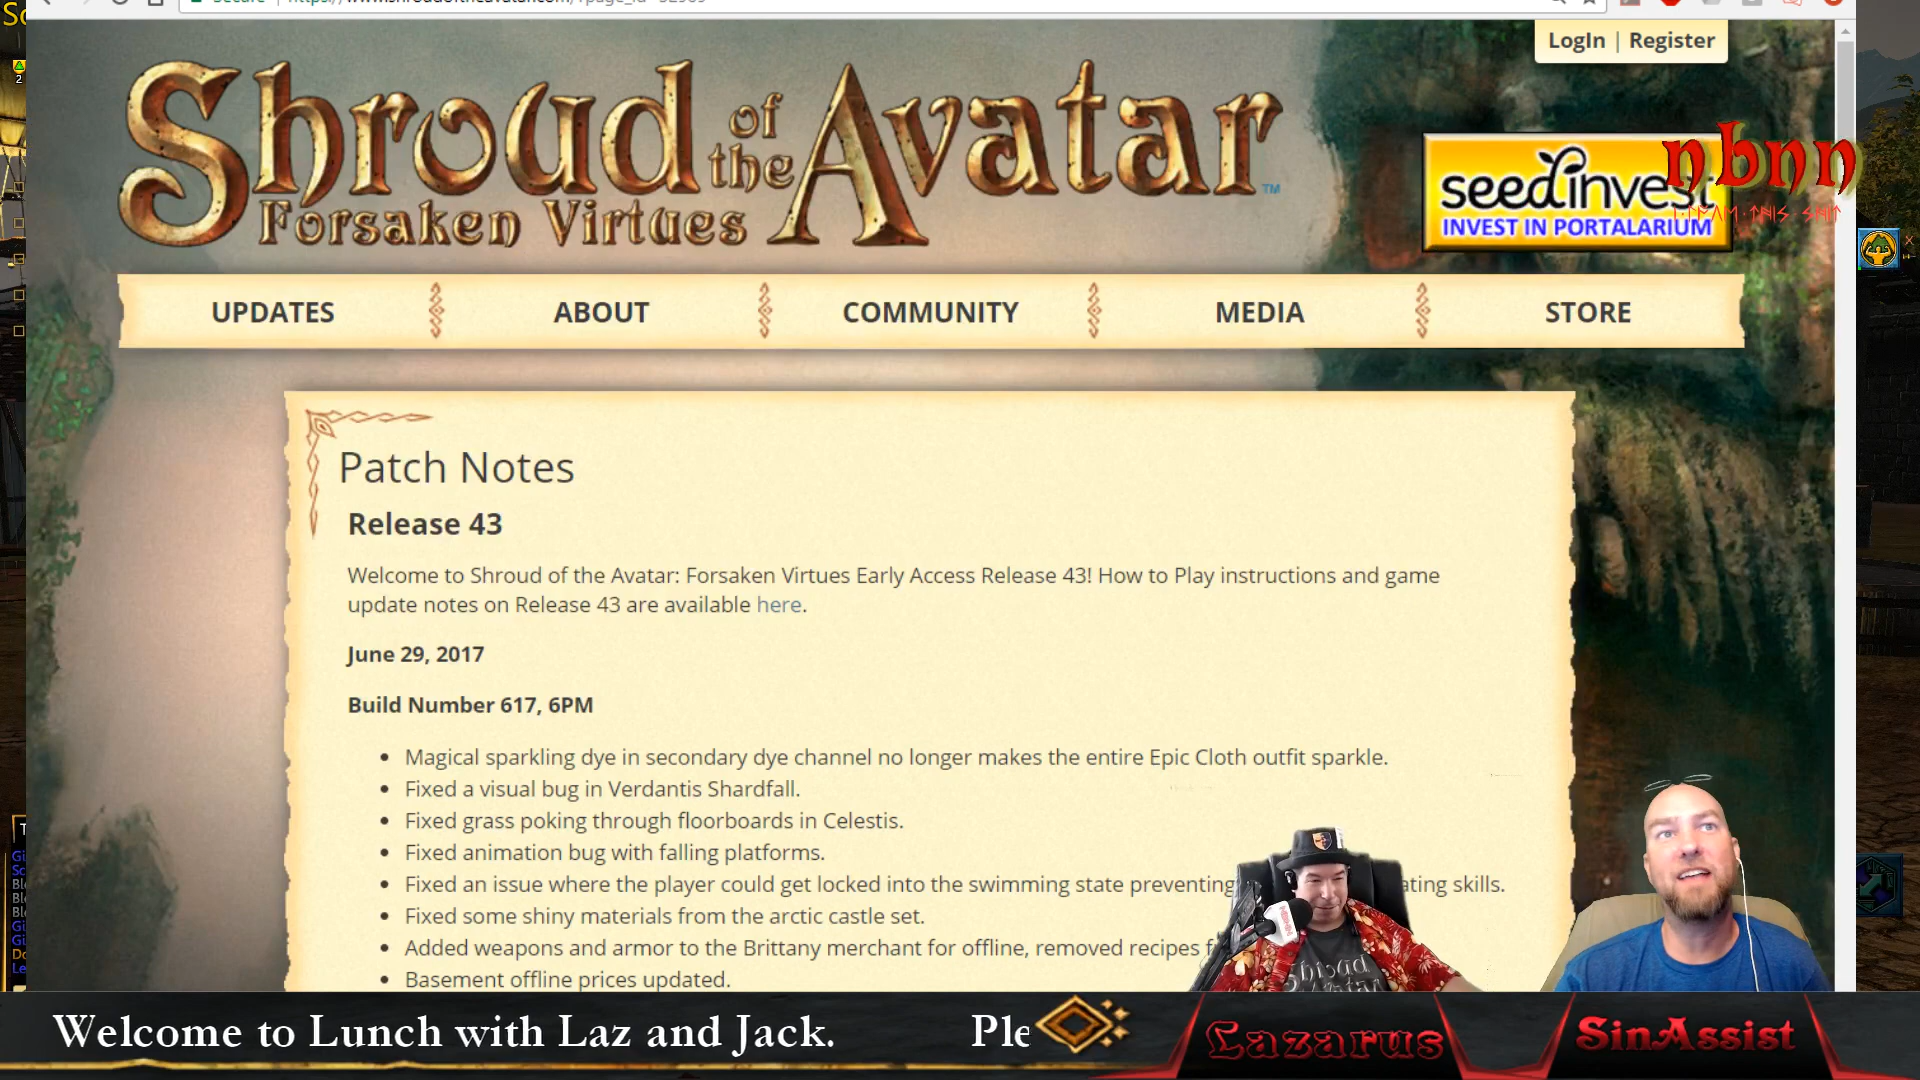 Secure
LogIn | Register
Shroud of the Avatar™
Forsaken Virtues
seedinvest
INVEST IN PORTALARIUM
nbnn
UPDATES
ABOUT
COMMUNITY
MEDIA
STORE
Patch Notes
Release 43
Welcome to Shroud of the Avatar: Forsaken Virtues Early Access Release 43! How to Play instructions and game
update notes on Release 43 are available here.
June 29, 2017
Build Number 617, 6PM
• Magical sparkling dye in secondary dye channel no longer makes the entire Epic Cloth outfit sparkle.
• Fixed a visual bug in Verdantis Shardfall.
• Fixed grass poking through floorboards in Celestis.
• Fixed animation bug with falling platforms.
• Fixed an issue where the player could get locked into the swimming state preventing ating skills.
• Fixed some shiny materials from the arctic castle set.
• Added weapons and armor to the Brittany merchant for offline, removed recipes f
• Basement offline prices updated.
Shroud
Avatar
Welcome to Lunch with Laz and Jack. Ple
Lazarus
SinAssist